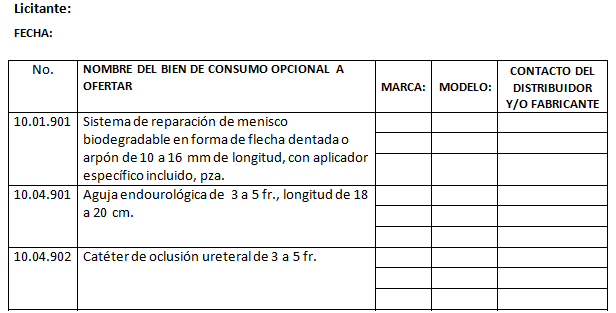 Licitante:
FECHA:
No.
NOMBRE DEL BIEN DE CONSUMO OPCIONAL A
OFERTAR
MARCA:
MODELO:
CONTACTO DEL
DISTRIBUIDOR
Y/O FABRICANTE
10.01.901
Sistema de reparación de menisco
biodegradable en forma de flecha dentada o
arpón de 10 a 16 mm de longitud, con aplicador
específico incluido, pza.
10.04.901
Aguja endourológica de 3 a 5 fr., longitud de 18
a 20 cm.
10.04.902
Catéter de oclusión ureteral de 3 a 5 fr.